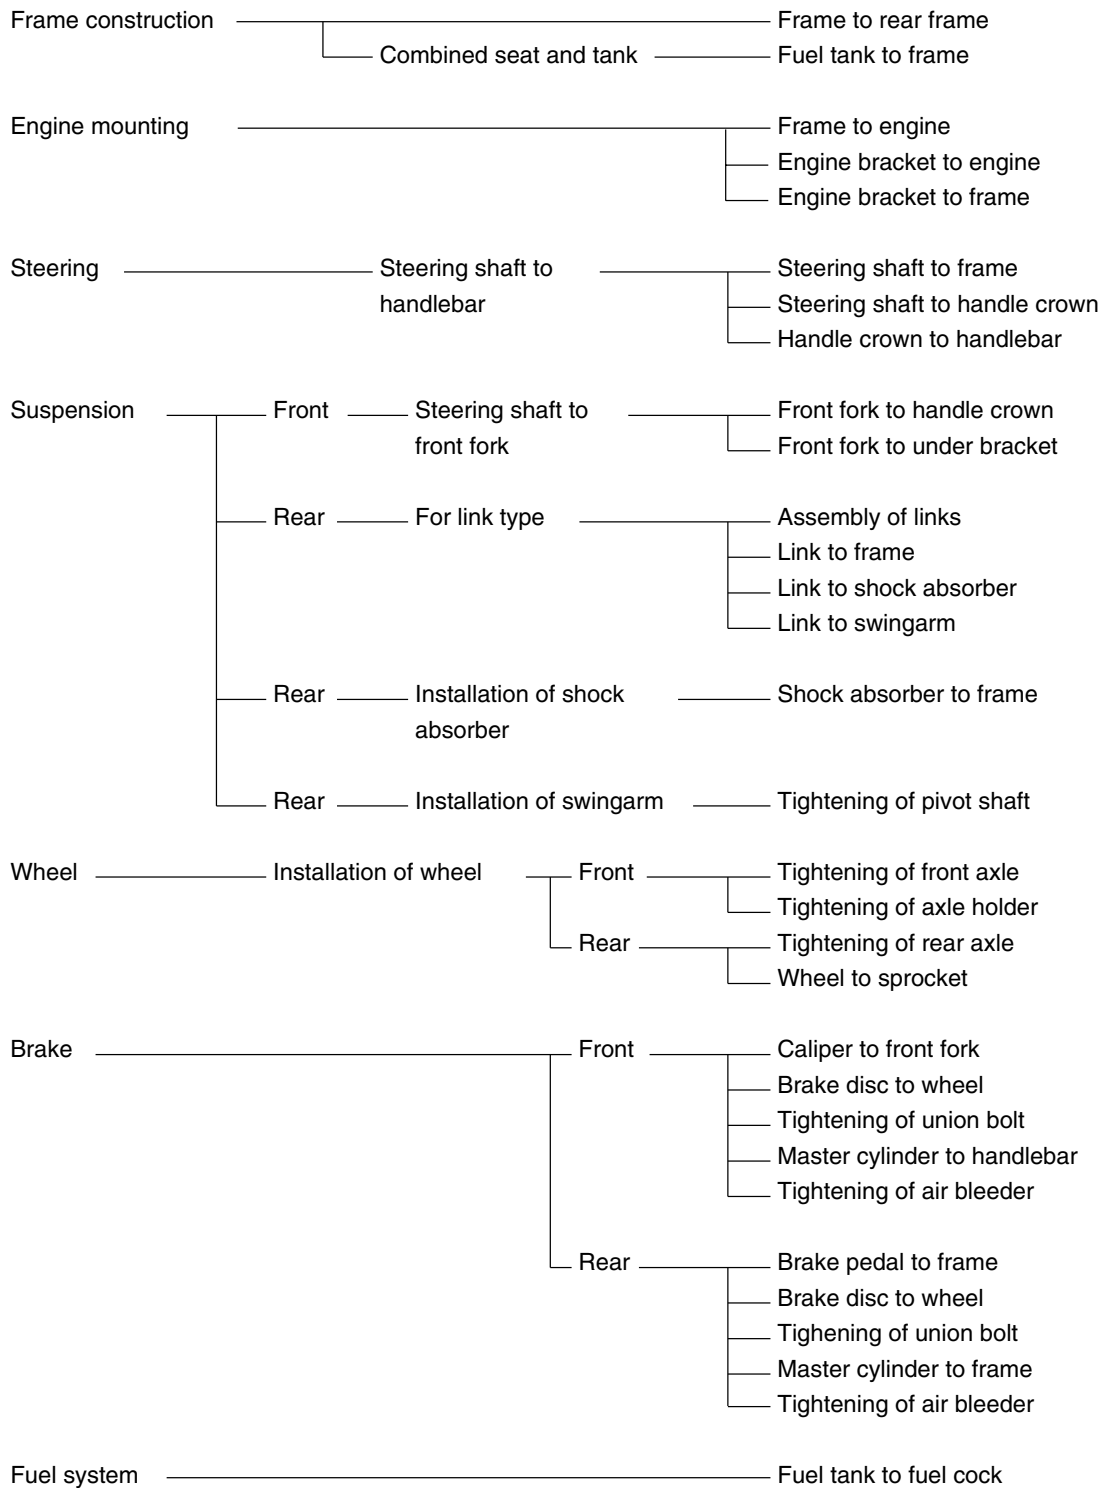 Frame construction Frame to rear frame
Combined seat and tank Fuel tank to frame
Engine mounting Frame to engine
Engine bracket to engine
Engine bracket to frame
Steering Steering shaft to Steering shaft to frame
handlebar Steering shaft to handle crown
Handle crown to handlebar
Suspension Front Steering shaft to Front fork to handle crown
front fork Front fork to under bracket
Rear For link type Assembly of links
Link to frame
Link to shock absorber
Link to swingarm
Rear Installation of shock Shock absorber to frame
absorber
Rear Installation of swingarm Tightening of pivot shaft
Wheel Installation of wheel Front Tightening of front axle
Tightening of axle holder
Rear Tightening of rear axle
Wheel to sprocket
Brake Front Caliper to front fork
Brake disc to wheel
Tightening of union bolt
Master cylinder to handlebar
Tightening of air bleeder
Rear Brake pedal to frame
Brake disc to wheel
Tighening of union bolt
Master cylinder to frame
Tightening of air bleeder
Fuel system Fuel tank to fuel cock